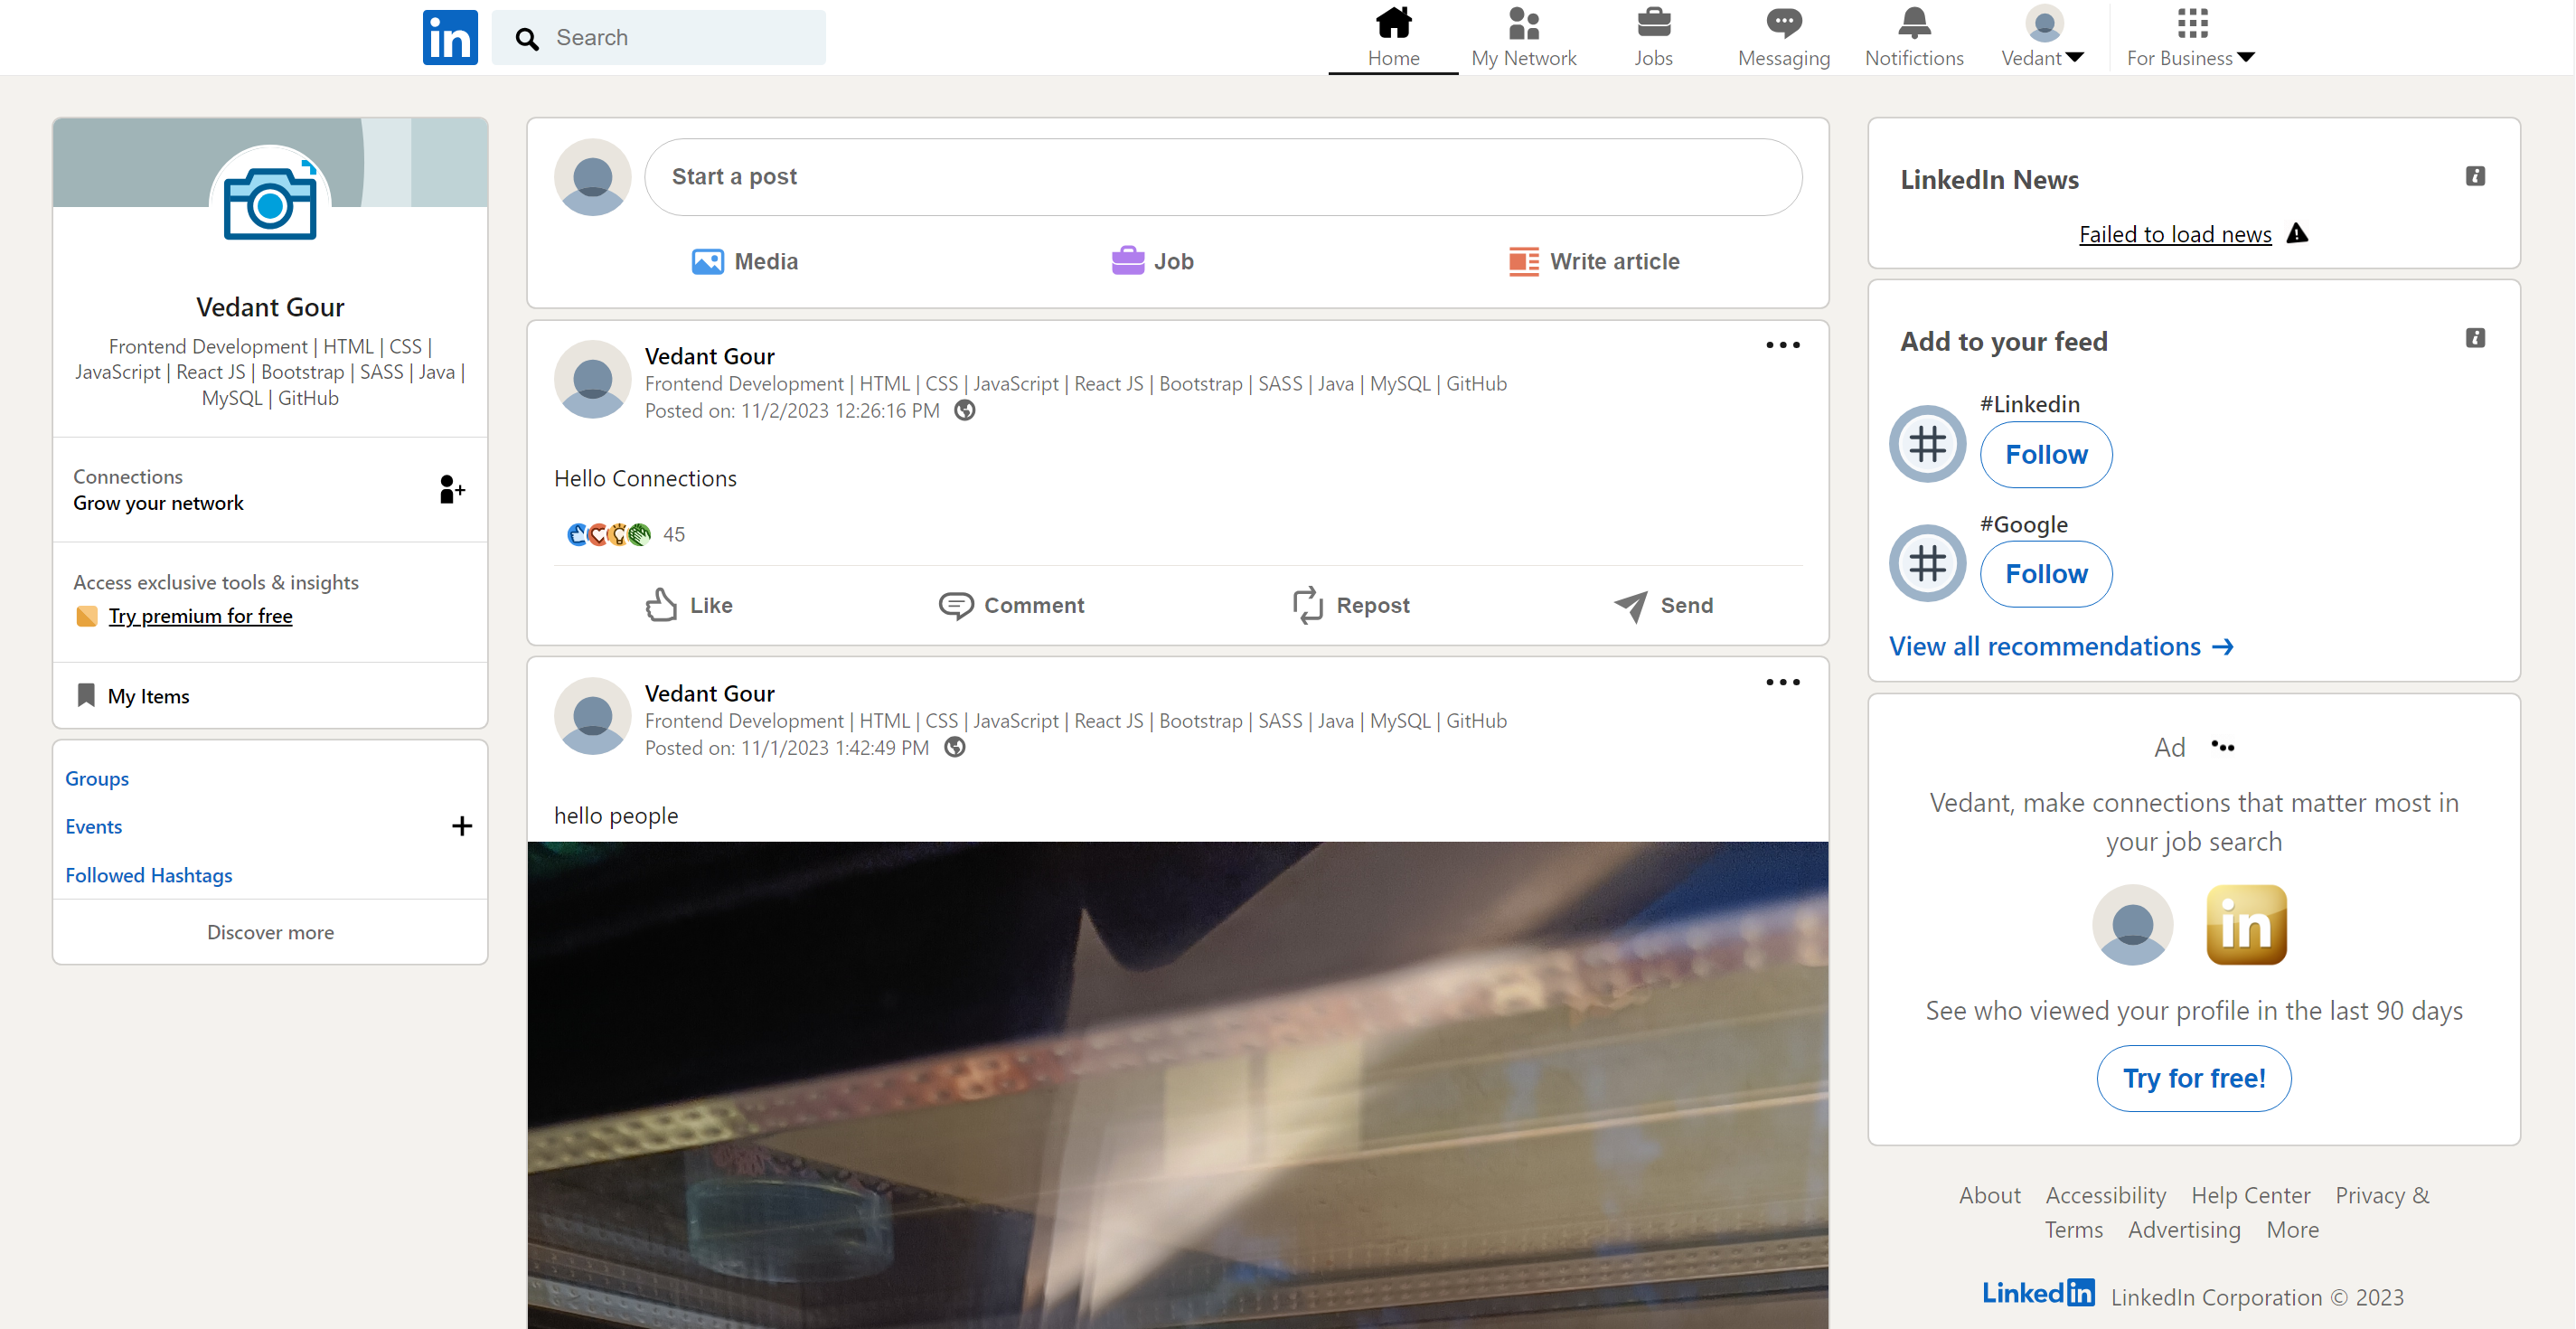 in
Search
Home
My Network
Jobs
Messaging
Notifictions
Vedant
For Business
Vedant Gour
Frontend Development | HTML | CSS |
JavaScript | React JS | Bootstrap | SASS | Java |
MySQL | GitHub
Connections
Grow your network
Access exclusive tools & insights
Try premium for free
My Items
Groups
Events
Followed Hashtags
Discover more
Start a post
Media
Job
Write article
Vedant Gour
Frontend Development | HTML | CSS | JavaScript | React JS | Bootstrap | SASS | Java | MySQL | GitHub
Posted on: 11/2/2023 12:26:16 PM
Hello Connections
45
Like
Comment
Repost
Send
Vedant Gour
Frontend Development | HTML | CSS | JavaScript | React JS | Bootstrap | SASS | Java | MySQL | GitHub
Posted on: 11/1/2023 1:42:49 PM
hello people
LinkedIn News
Failed to load news
Add to your feed
#Linkedin
Follow
#Google
Follow
View all recommendations →
Ad
Vedant, make connections that matter most in
your job search
in
See who viewed your profile in the last 90 days
Try for free!
About Accessibility Help Center Privacy &
Terms Advertising More
Linkedin LinkedIn Corporation © 2023